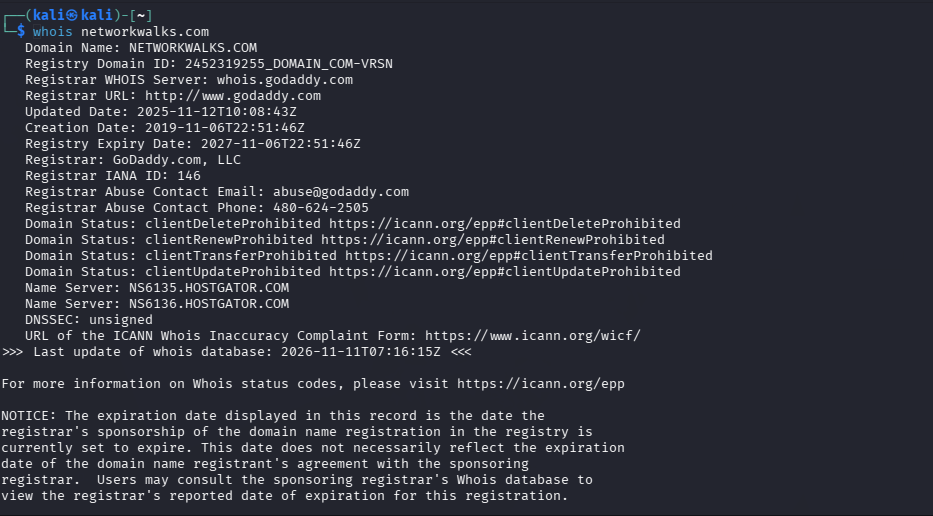 ┌──(kali㉿kali)-[~]
└─$ whois networkwalks.com
   Domain Name: NETWORKWALKS.COM
   Registry Domain ID: 2452319255_DOMAIN_COM-VRSN
   Registrar WHOIS Server: whois.godaddy.com
   Registrar URL: http://www.godaddy.com
   Updated Date: 2025-11-12T10:08:43Z
   Creation Date: 2019-11-06T22:51:46Z
   Registry Expiry Date: 2027-11-06T22:51:46Z
   Registrar: GoDaddy.com, LLC
   Registrar IANA ID: 146
   Registrar Abuse Contact Email: abuse@godaddy.com
   Registrar Abuse Contact Phone: 480-624-2505
   Domain Status: clientDeleteProhibited https://icann.org/epp#clientDeleteProhibited
   Domain Status: clientRenewProhibited https://icann.org/epp#clientRenewProhibited
   Domain Status: clientTransferProhibited https://icann.org/epp#clientTransferProhibited
   Domain Status: clientUpdateProhibited https://icann.org/epp#clientUpdateProhibited
   Name Server: NS6135.HOSTGATOR.COM
   Name Server: NS6136.HOSTGATOR.COM
   DNSSEC: unsigned
   URL of the ICANN Whois Inaccuracy Complaint Form: https://www.icann.org/wicf/
>>> Last update of whois database: 2026-11-11T07:16:15Z <<<

For more information on Whois status codes, please visit https://icann.org/epp

NOTICE: The expiration date displayed in this record is the date the
registrar's sponsorship of the domain name registration in the registry is
currently set to expire. This date does not necessarily reflect the expiration
date of the domain name registrant's agreement with the sponsoring
registrar.  Users may consult the sponsoring registrar's Whois database to
view the registrar's reported date of expiration for this registration.